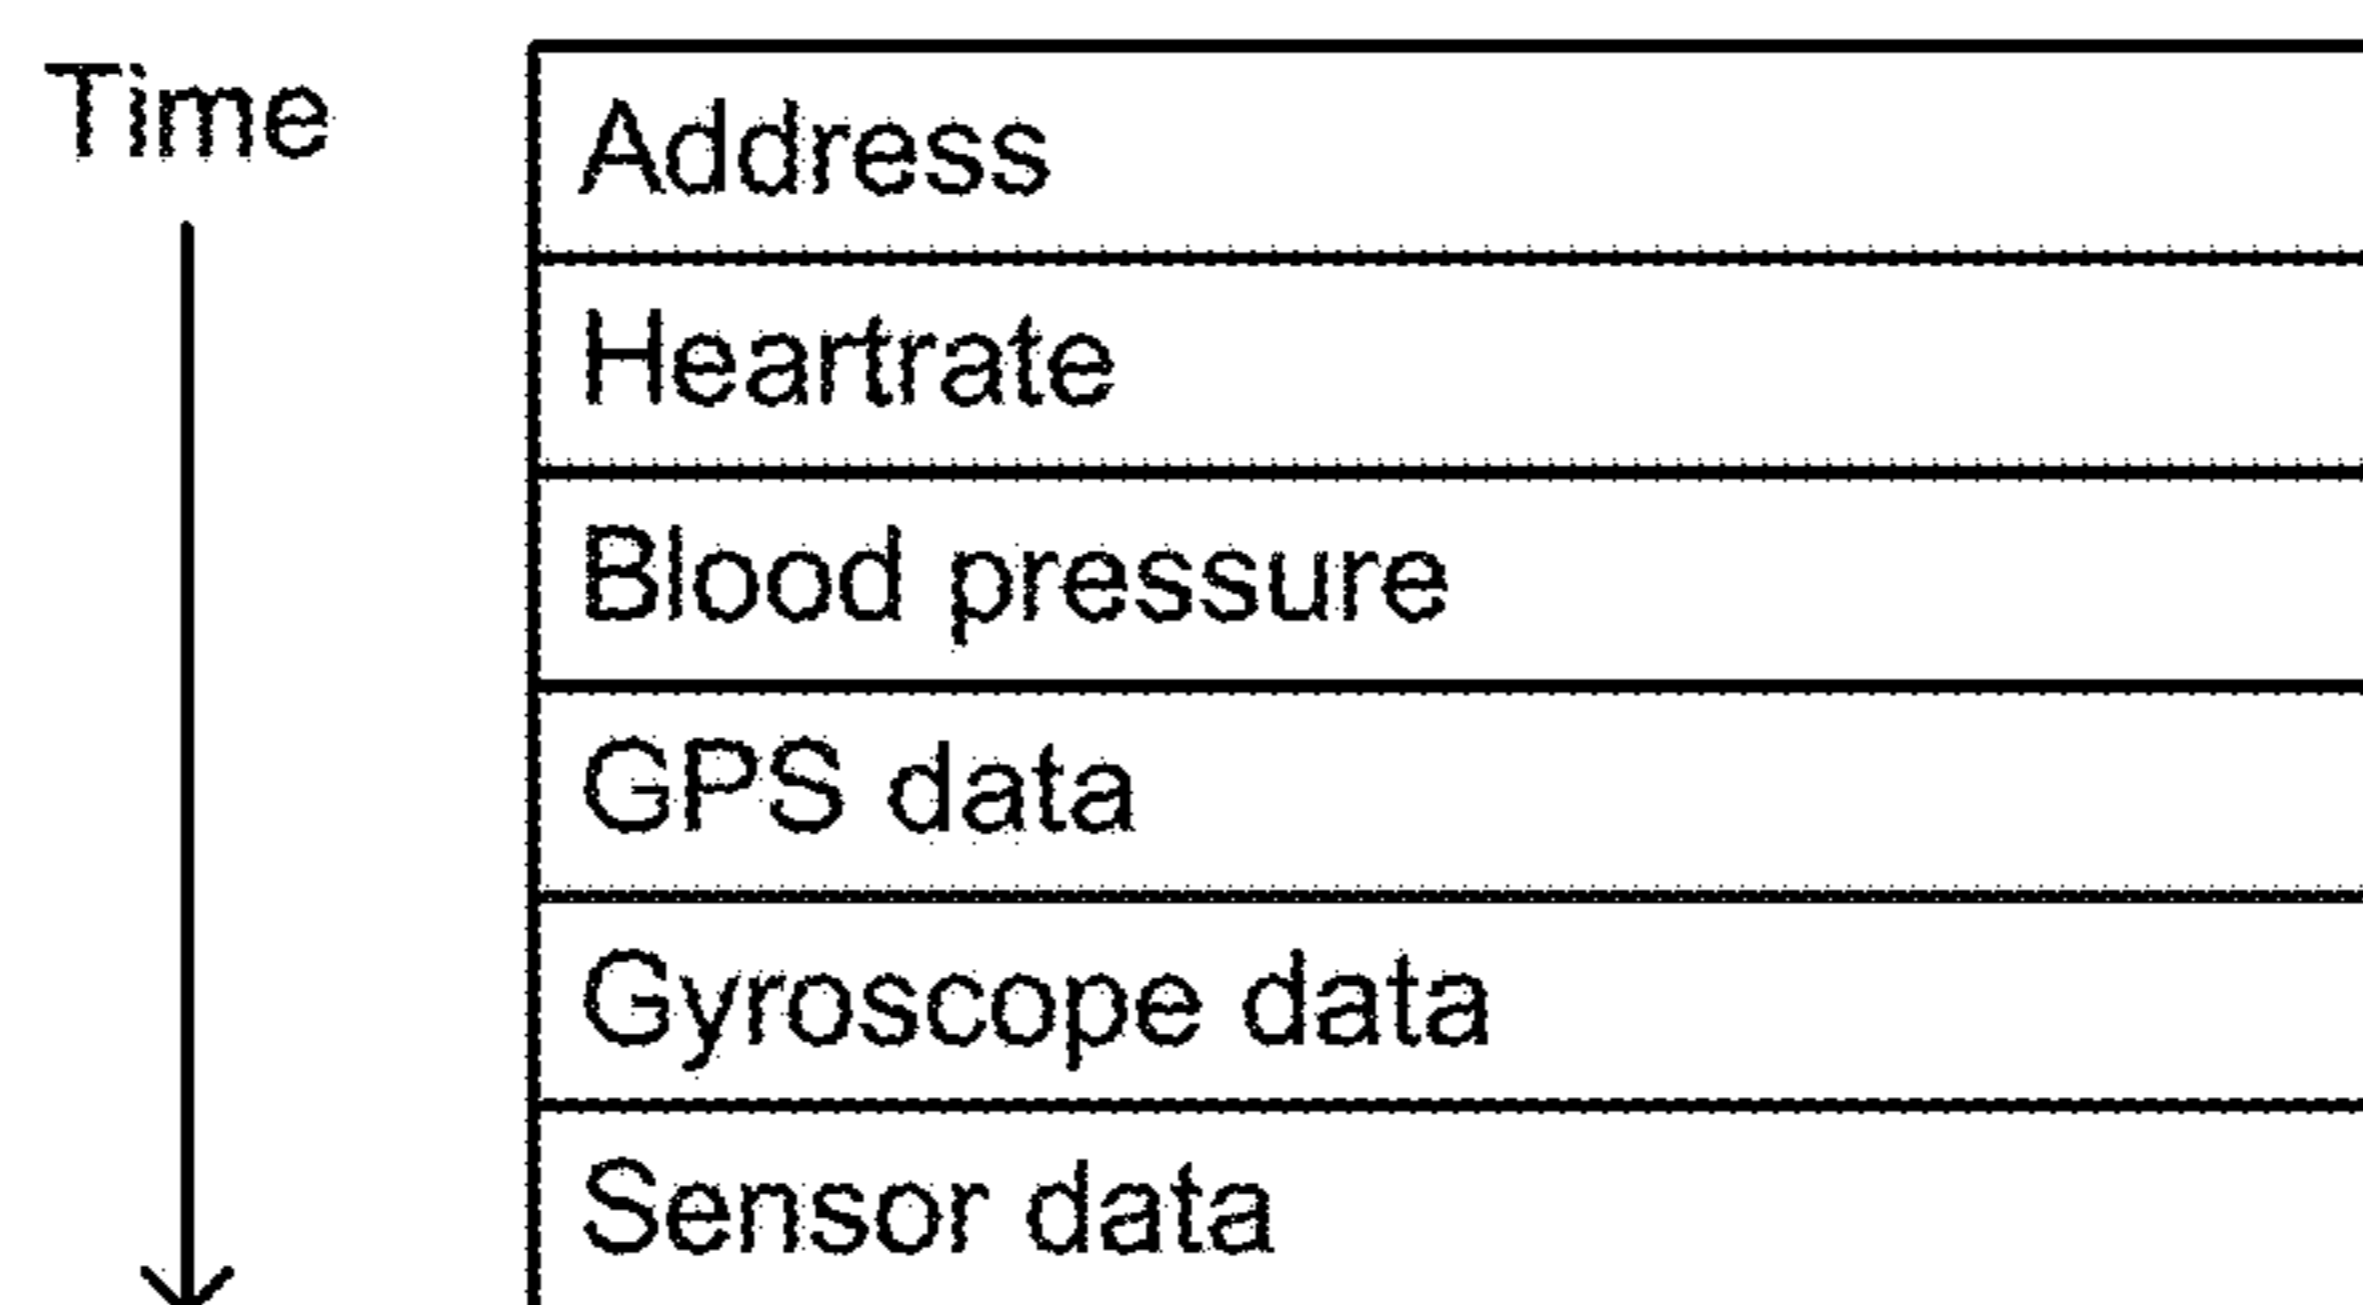 Time
Address
Heartrate
Blood pressure
GPS data
Gyroscope data
Sensor data